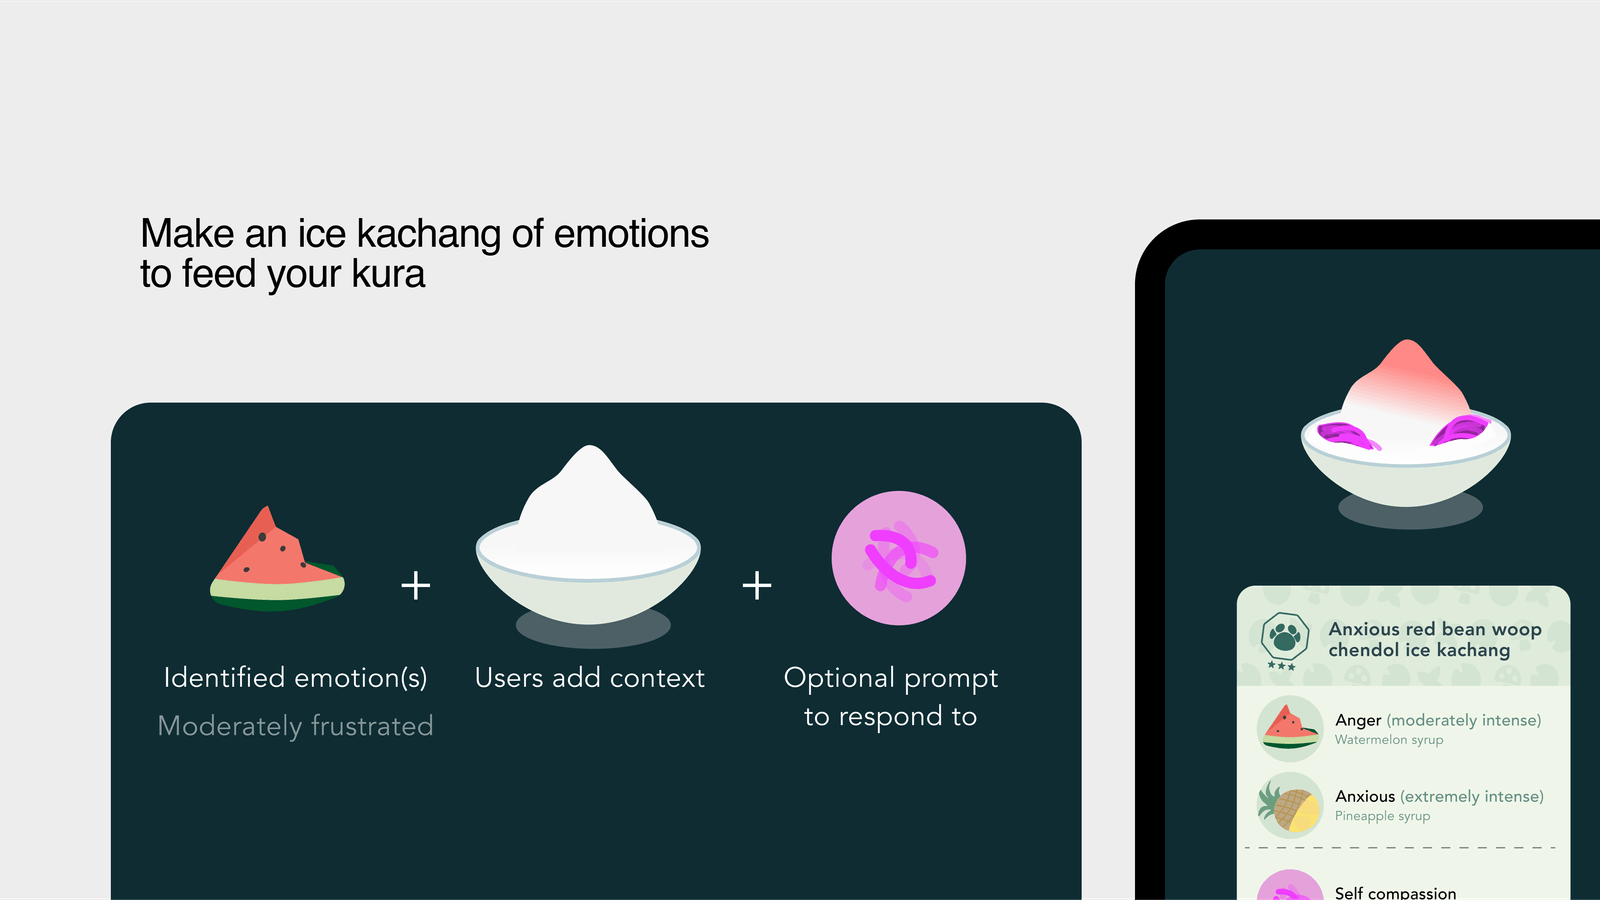 Make an ice kachang of emotions
to feed your kura
Identified emotion(s)
Moderately frustrated
Users add context
Optional prompt
to respond to
Anxious red bean woop
chendol ice kachang
Anger (moderately intense)
Watermelon syrup
Anxious (extremely intense)
Pineapple syrup
Self compassion